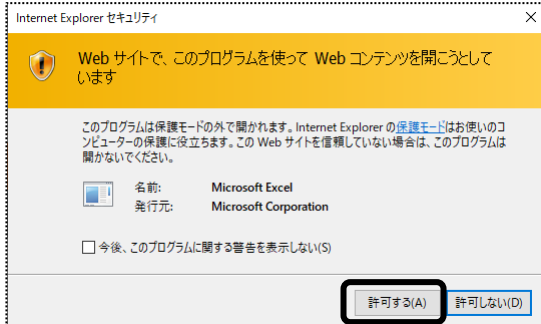 Internet Explorer セキュリティ
Web サイトで、このプログラムを使って Web コンテンツを開こうとして
います
このプログラムは保護モードの外で開かれます。Internet Explorer の保護モードはお使いのコ
ンピューターの保護に役立ちます。この Web サイトを信頼していない場合は、このプログラムは
開かないでください。
名前: Microsoft Excel
発行元: Microsoft Corporation
今後、このプログラムに関する警告を表示しない(S)
許可する(A) 許可しない(D)